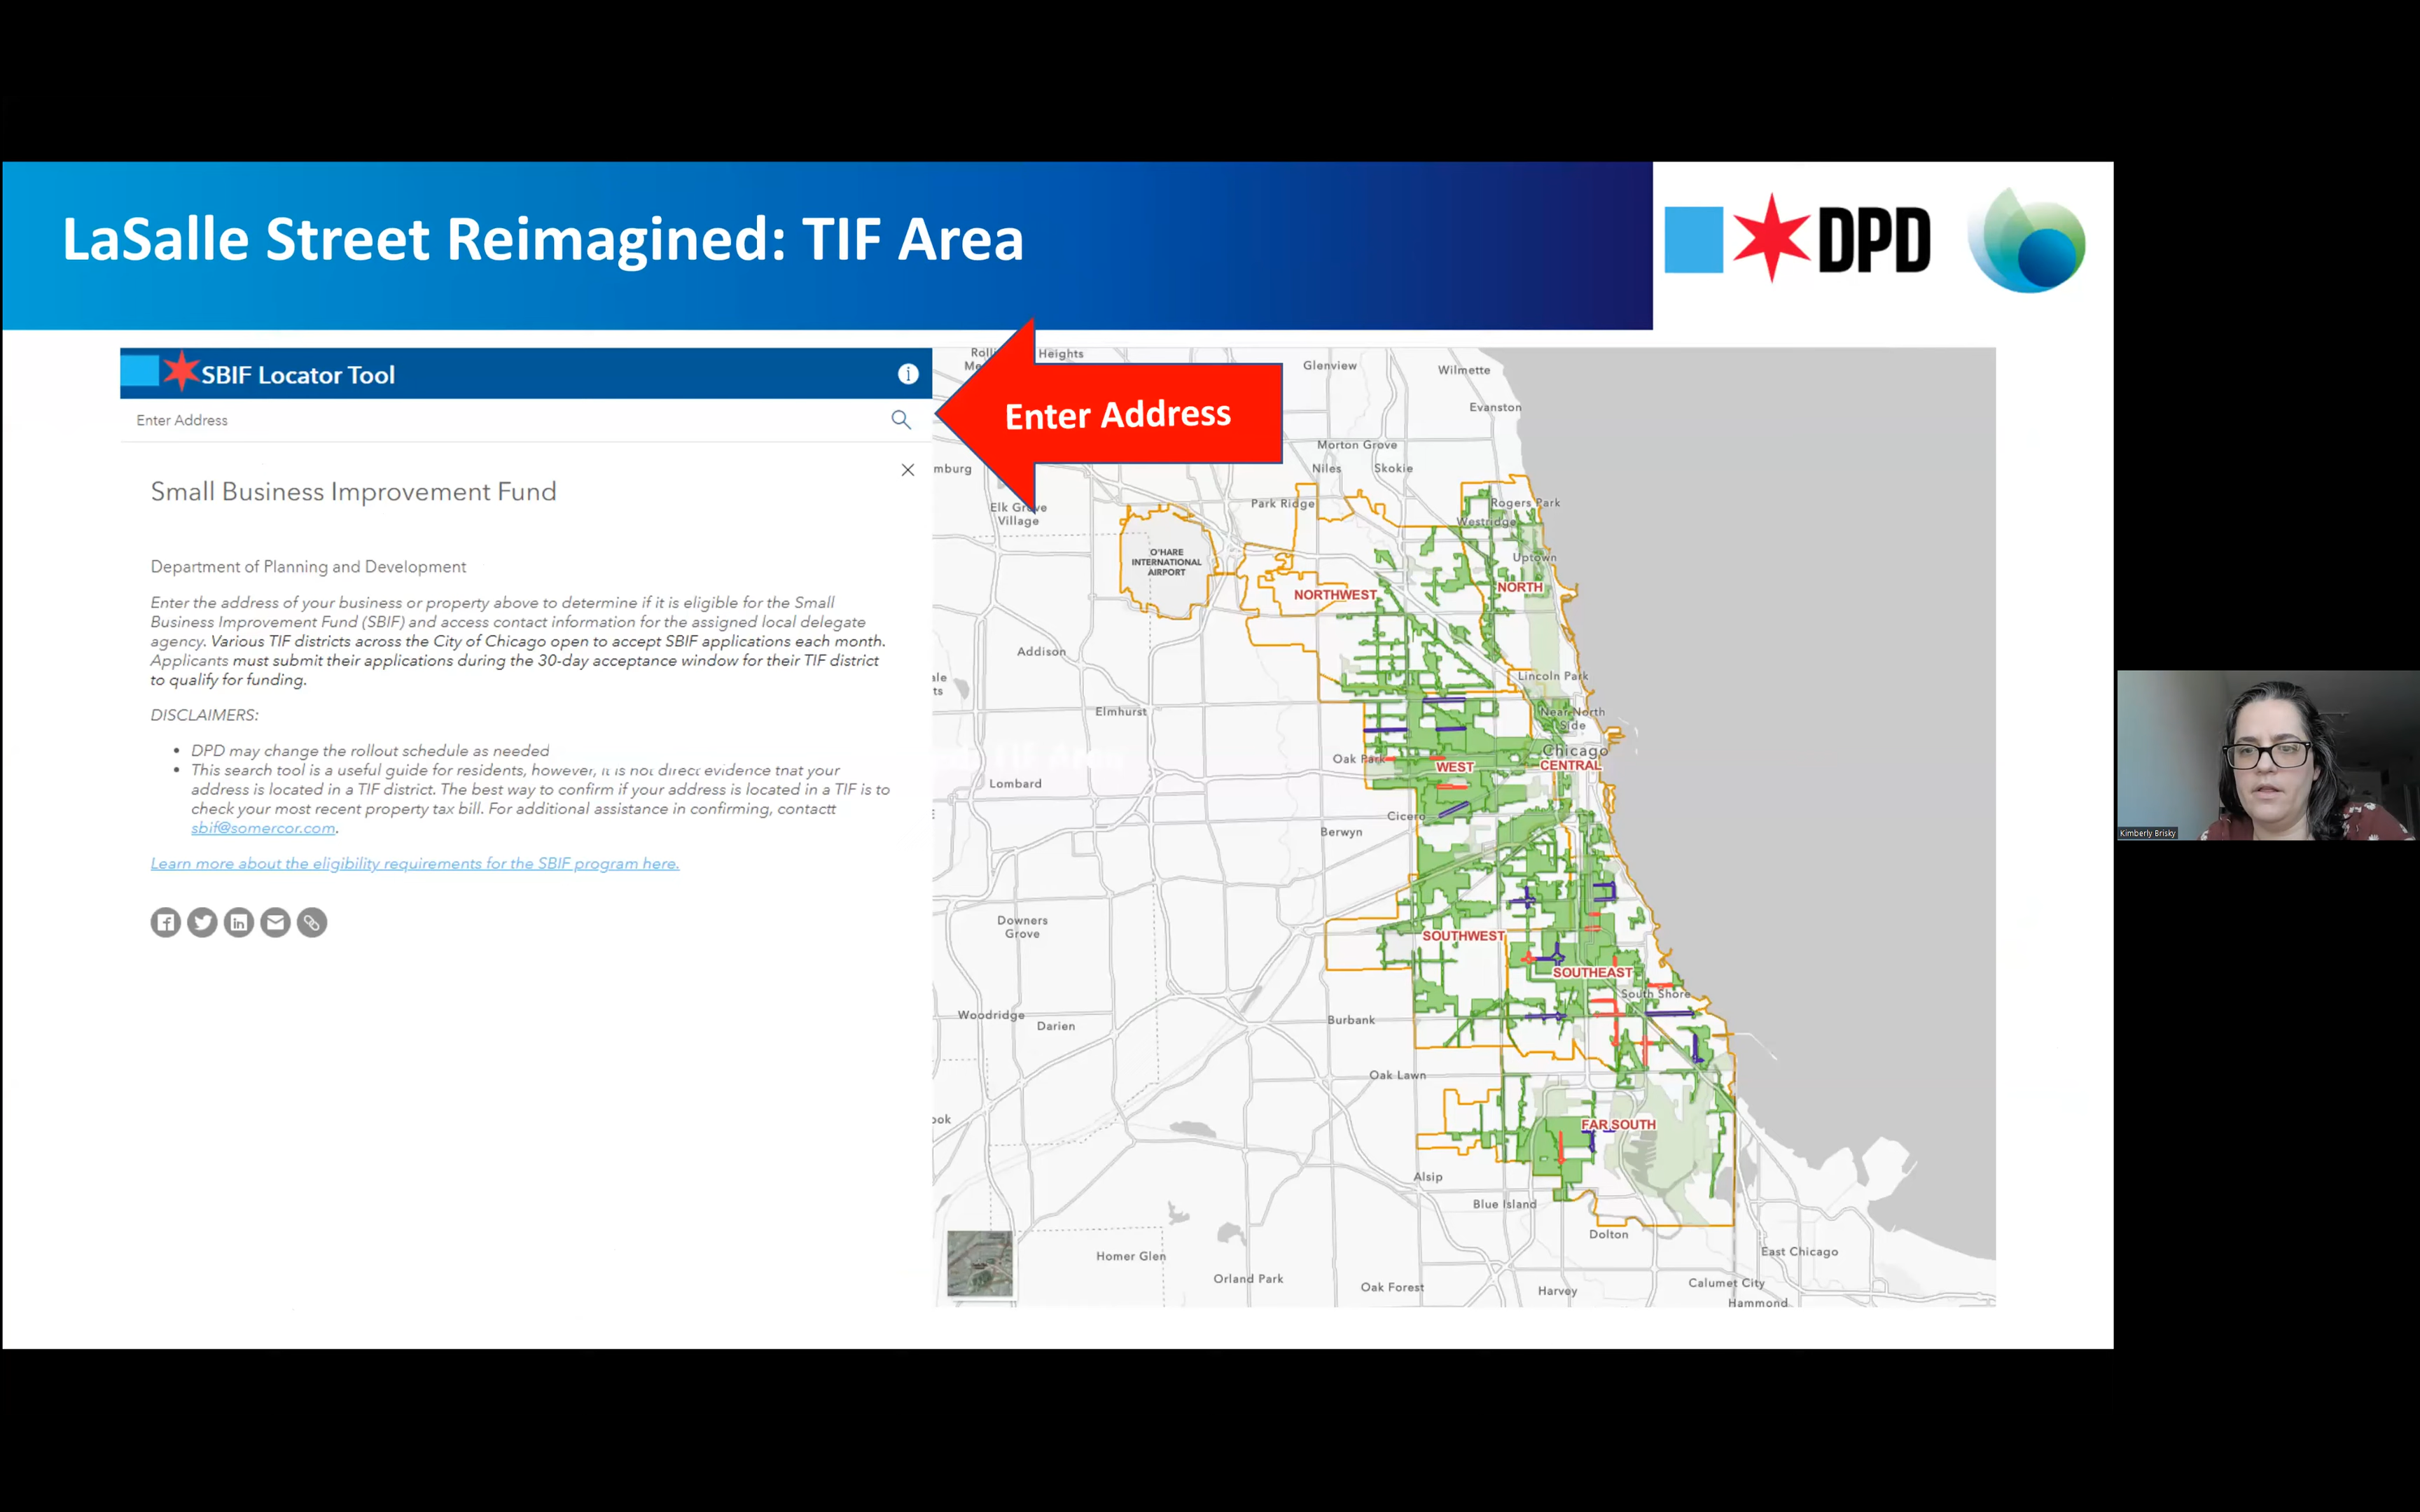 LaSalle Street Reimagined: TIF Area
DPD
SBIF Locator Tool
Enter Address
Enter Address
Small Business Improvement Fund
Department of Planning and Development
Enter the address of your business or property above to determine if it is eligible for the Small
Business Improvement Fund (SBIF) and access contact information for the assigned local delegate
agency. Various TIF districts across the City of Chicago open to accept SBIF applications each month.
Applicants must submit their applications during the 30-day acceptance window for their TIF district
to qualify for funding.
DISCLAIMERS:
• DPD may change the rollout schedule as needed
• This search tool is a useful guide for residents, however, it is not direct evidence that your
address is located in a TIF district. The best way to confirm if your address is located in a TIF is to
check your most recent property tax bill. For additional assistance in confirming, contactt
sbif@somercor.com.
Learn more about the eligibility requirements for the SBIF program here.
Heights
Glenview
Wilmette
Evanston
Morton Grove
mburg
Niles
Skokie
Elk Grove
Village
Park Ridge
Rogers Park
Westridge
O'HARE
INTERNATIONAL
AIRPORT
Uptown
NORTHWEST
NORTH
Addison
Lincoln Park
Elmhurst
Near North
Side
Chicago
Oak Park
WEST
CENTRAL
Lombard
Cicero
Berwyn
Downers
Grove
SOUTHWEST
SOUTHEAST
South Shore
Woodridge
Darien
Burbank
Oak Lawn
FAR SOUTH
Alsip
Blue Island
Dolton
Homer Glen
East Chicago
Orland Park
Oak Forest
Harvey
Calumet City
Hammond
Kimberly Brisky